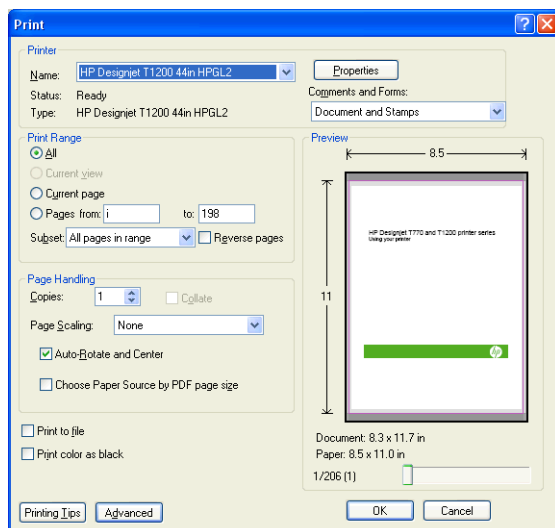 Print
Printer
Name: HP Designjet T1200 44in HPGL2
Properties
Status: Ready
Type: HP Designjet T1200 44in HPGL2
Comments and Forms:
Document and Stamps
Print Range
All
Current view
Current page
Pages from: i to: 198
Subset: All pages in range
Reverse pages
Page Handling
Copies: 1
Collate
Page Scaling: None
Auto-Rotate and Center
Choose Paper Source by PDF page size
Print to file
Print color as black
Printing Tips
Advanced
Preview
8.5
11
HP Designjet T770 and T1200 printer series
Using your printer
hp
Document: 8.3 x 11.7 in
Paper: 8.5 x 11.0 in
1/206 (1)
OK
Cancel